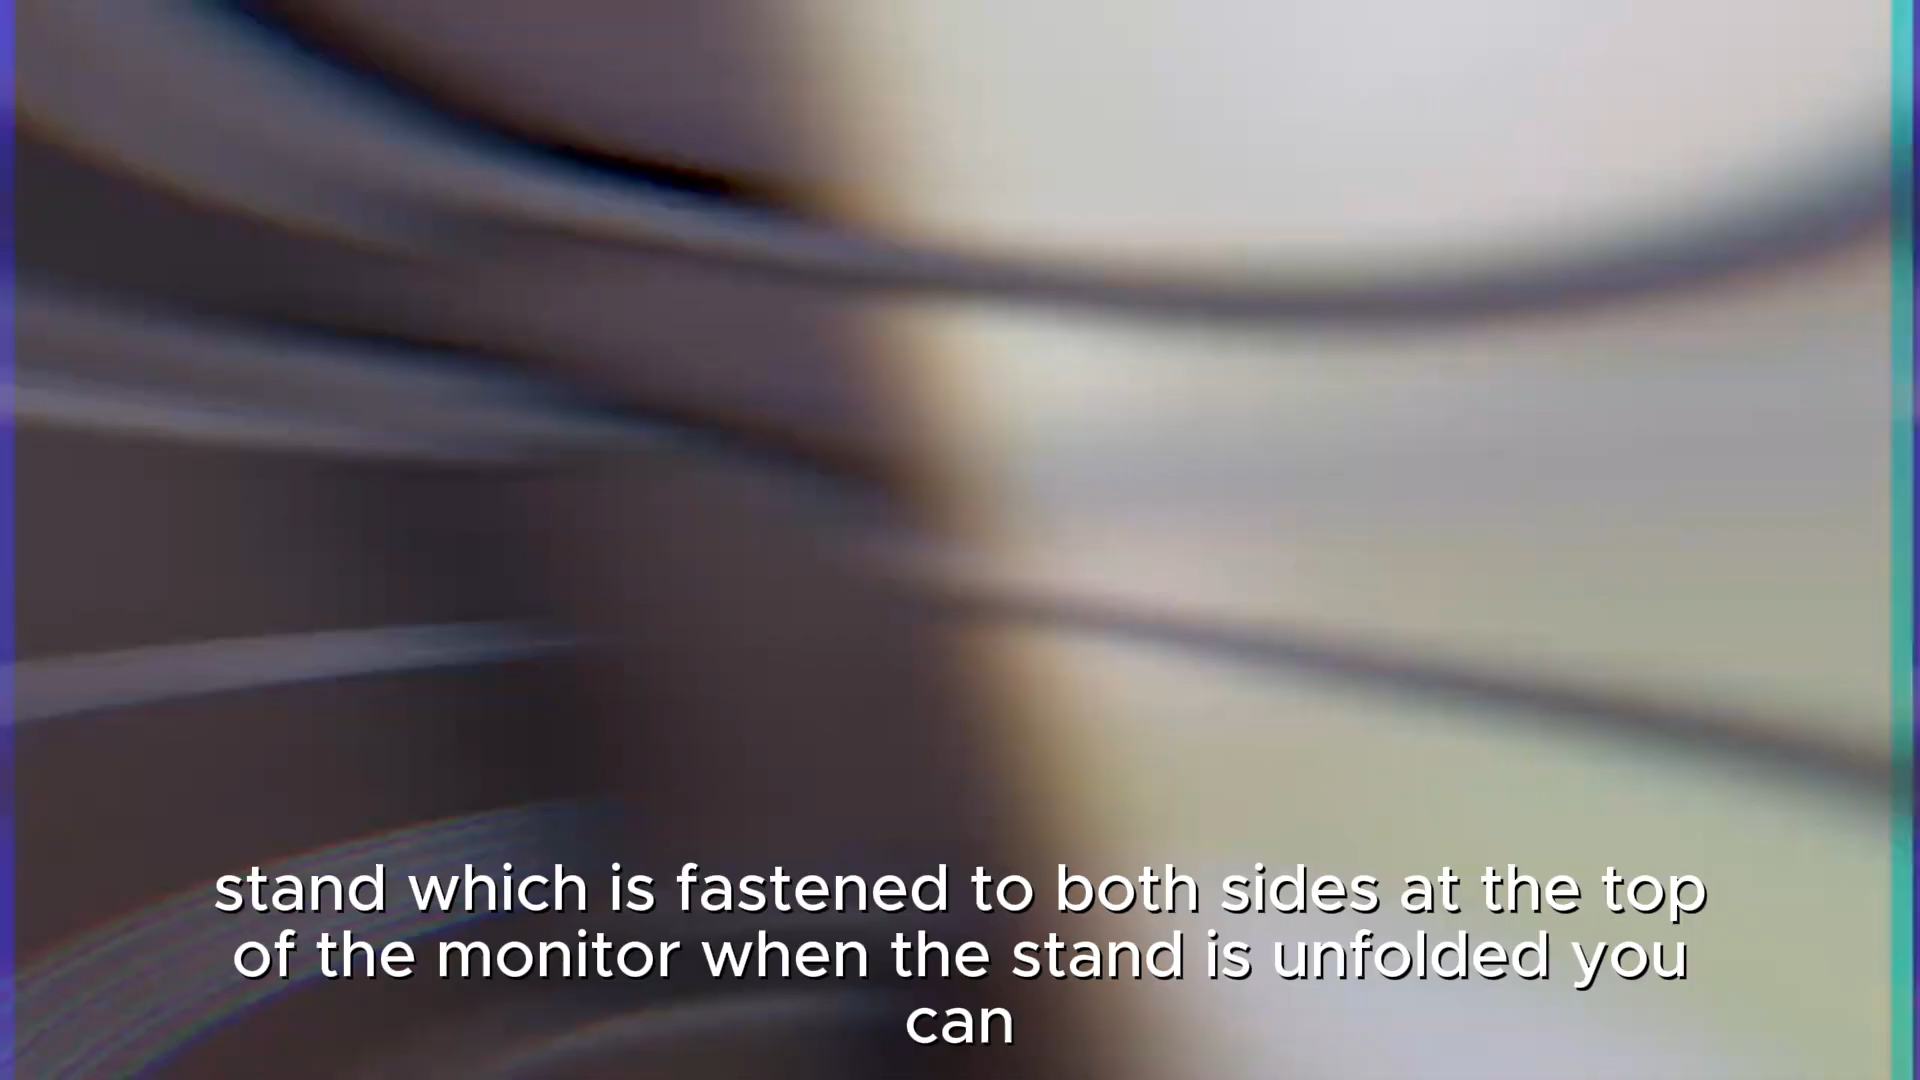 stand which is fastened to both sides at the top
of the monitor when the stand is unfolded you
can